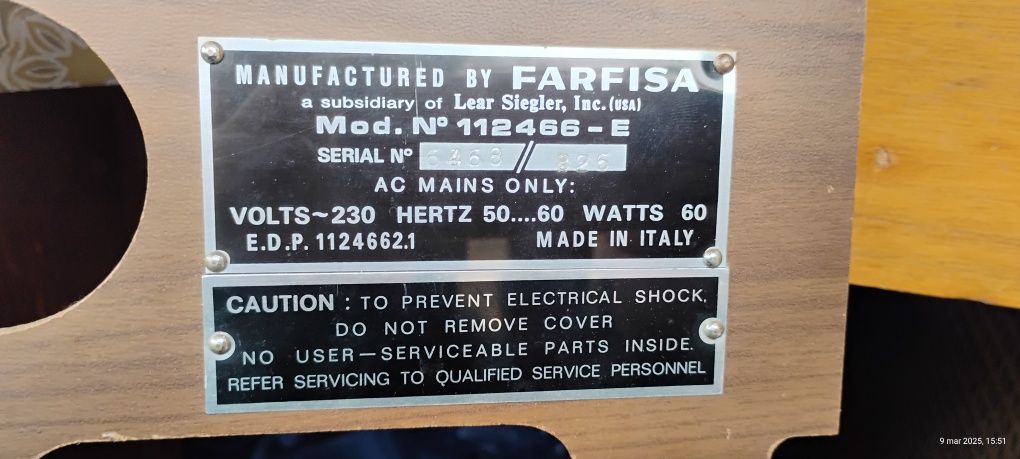 MANUFACTURED BY FARFISA
a subsidiary of Lear Siegler, Inc. (USA)
Mod. Nº 112466-E
SERIAL Nº //
AC MAINS ONLY:
VOLTS~230 HERTZ 50....60 WATTS 60
E.D.P. 1124662.1 MADE IN ITALY
CAUTION : TO PREVENT ELECTRICAL SHOCK,
DO NOT REMOVE COVER
NO USER-SERVICEABLE PARTS INSIDE.
REFER SERVICING TO QUALIFIED SERVICE PERSONNEL
9 mar 2025, 15:51